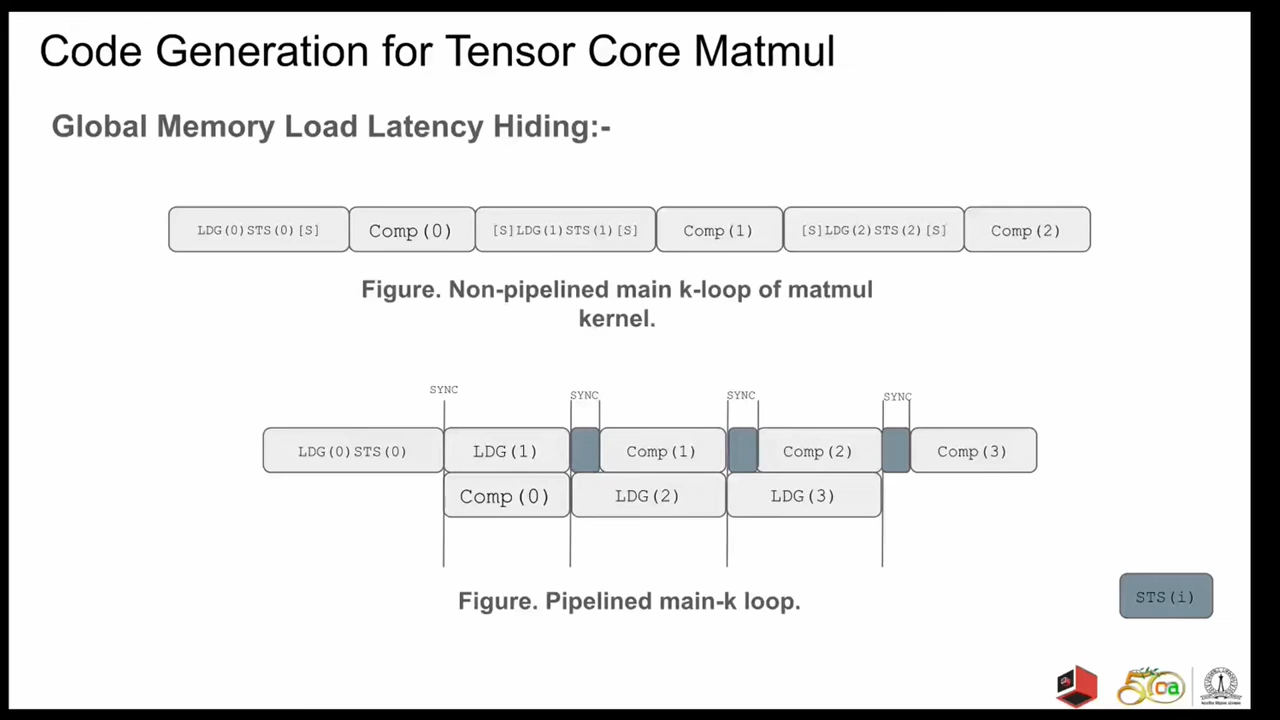 Code Generation for Tensor Core Matmul
Global Memory Load Latency Hiding:-
LDG(0)STS(0)[S] Comp(0) [S]LDG(1)STS(1)[S] Comp(1) [S]LDG(2)STS(2)[S] Comp(2)
Figure. Non-pipelined main k-loop of matmul
kernel.
SYNC SYNC SYNC SYNC
LDG(0)STS(0) LDG(1) Comp(1) Comp(2) Comp(3)
Comp(0) LDG(2) LDG(3)
STS(i)
Figure. Pipelined main-k loop.